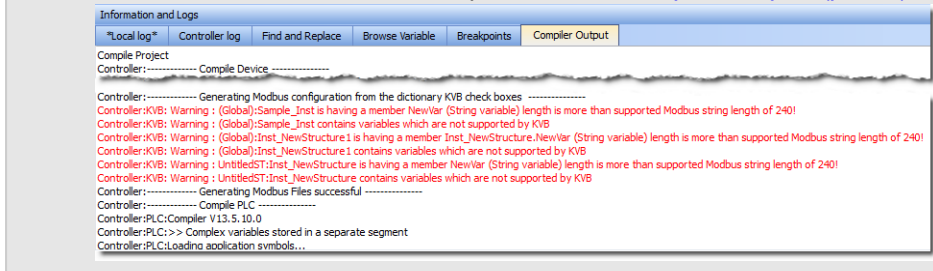 Information and Logs
*Local log* Controller log Find and Replace Browse Variable Breakpoints Compiler Output
Compile Project
Controller:------------- Compile Device ---------------
Controller:------------- Generating Modbus configuration from the dictionary KVB check boxes ---------------
Controller:KVB: Warning : (Global):Sample_Inst is having a member NewVar (String variable) length is more than supported Modbus string length of 240!
Controller:KVB: Warning : (Global):Sample_Inst contains variables which are not supported by KVB
Controller:KVB: Warning : (Global):Inst_NewStructure1 is having a member Inst_NewStructure.NewVar (String variable) length is more than supported Modbus string length of 240!
Controller:KVB: Warning : (Global):Inst_NewStructure1 contains variables which are not supported by KVB
Controller:KVB: Warning : UntitledST:Inst_NewStructure is having a member NewVar (String variable) length is more than supported Modbus string length of 240!
Controller:KVB: Warning : UntitledST:Inst_NewStructure contains variables which are not supported by KVB
Controller:------------- Generating Modbus Files successful ---------------
Controller:------------- Compile PLC ---------------
Controller:PLC:Compiler V13.5.10.0
Controller:PLC:>> Complex variables stored in a separate segment
Controller:PLC:Loading application symbols...